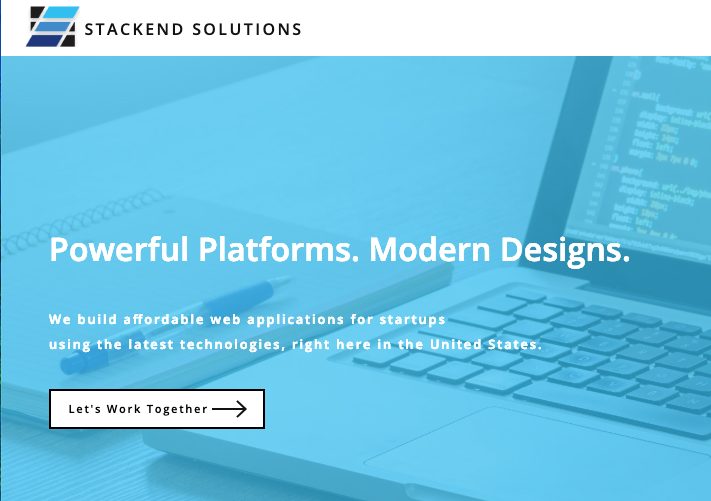 STACKEND SOLUTIONS
Powerful Platforms. Modern Designs.
We build affordable web applications for startups
using the latest technologies, right here in the United States.
Let's Work Together